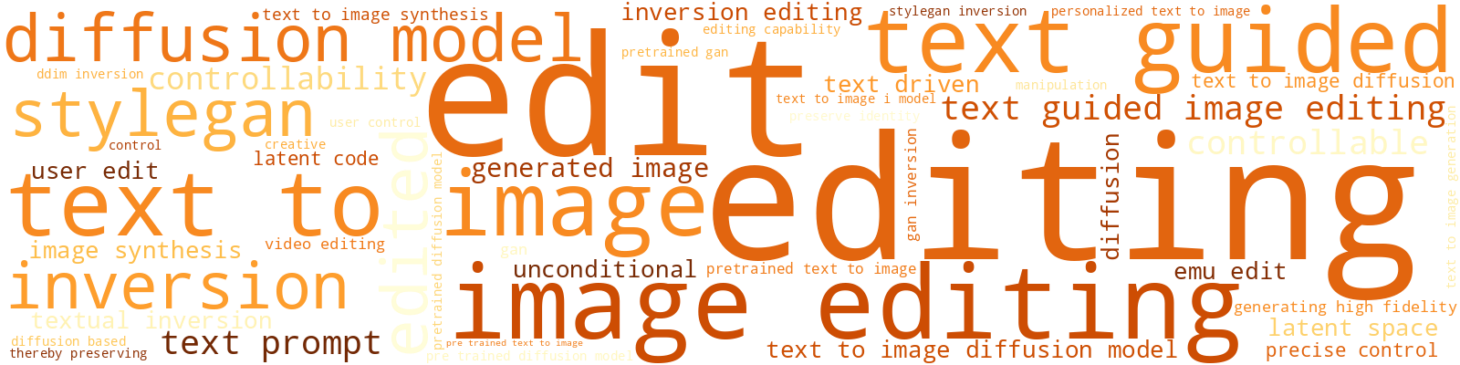 diffusion model
text to image synthesis
inversion editing
stylegan inversion
personalized text to image
editing capability
text guided
pretrained gan
edit
ddim inversion
controllability
text driven
manipulation
text to image diffusion
stylegan
user control
text to image i model
preserve identity
text guided image editing
control
creative
latent code
edited
controllable
user edit
generated image
text to image
editing
gan inversion
diffusion
text to image generation
pretrained diffusion model
image synthesis
video editing
gan
inversion
unconditional
pretrained text to image
emu edit
image editing
generating high fidelity
textual inversion
latent space
diffusion based
thereby preserving
text prompt
pre trained text to image
pre trained diffusion model
text to image diffusion model
precise control